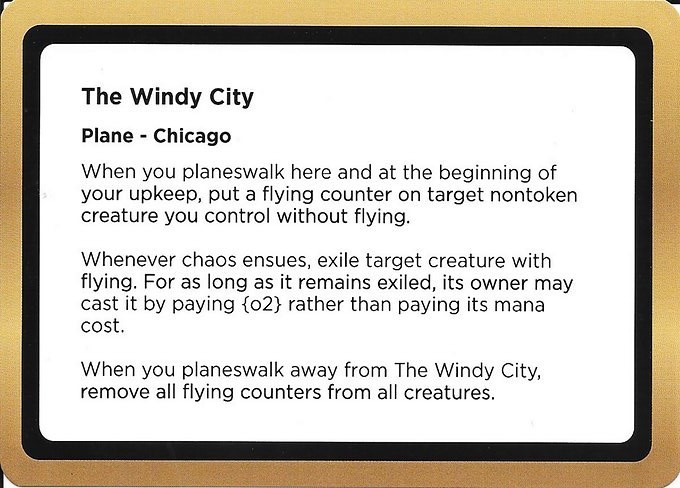 The Windy City
Plane - Chicago
When you planeswalk here and at the beginning of
your upkeep, put a flying counter on target nontoken
creature you control without flying.
Whenever chaos ensues, exile target creature with
flying. For as long as it remains exiled, its owner may
cast it by paying {o2} rather than paying its mana
cost.
When you planeswalk away from The Windy City,
remove all flying counters from all creatures.